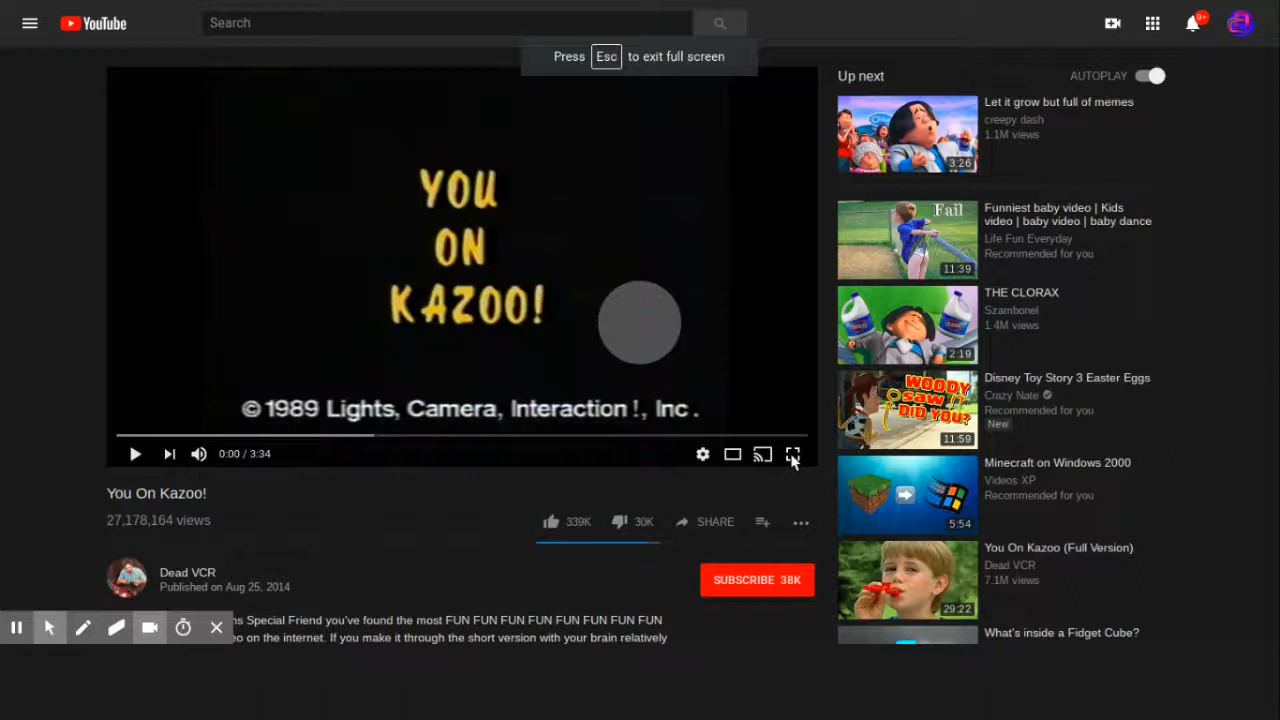 YouTube
Search
9+
Press Esc to exit full screen
YOU
ON
KAZOO!
© 1989 Lights, Camera, Interaction!, Inc.
0:00 / 3:34
You On Kazoo!
27,178,164 views
339K
30K
SHARE
Dead VCR
Published on Aug 25, 2014
SUBSCRIBE 38K
ns Special Friend you've found the most FUN FUN FUN FUN FUN FUN FUN FUN
eo on the internet. If you make it through the short version with your brain relatively
Up next
AUTOPLAY
3:26
Let it grow but full of memes
creepy dash
1.1M views
Fail
11:39
Funniest baby video | Kids
video | baby video | baby dance
Life Fun Everyday
Recommended for you
2:19
THE CLORAX
Szambonel
1.4M views
WOODY
SAW IT
DID YOU?
11:59
Disney Toy Story 3 Easter Eggs
Crazy Nate
Recommended for you
New
5:54
Minecraft on Windows 2000
Videos XP
Recommended for you
29:22
You On Kazoo (Full Version)
Dead VCR
7.1M views
What's inside a Fidget Cube?